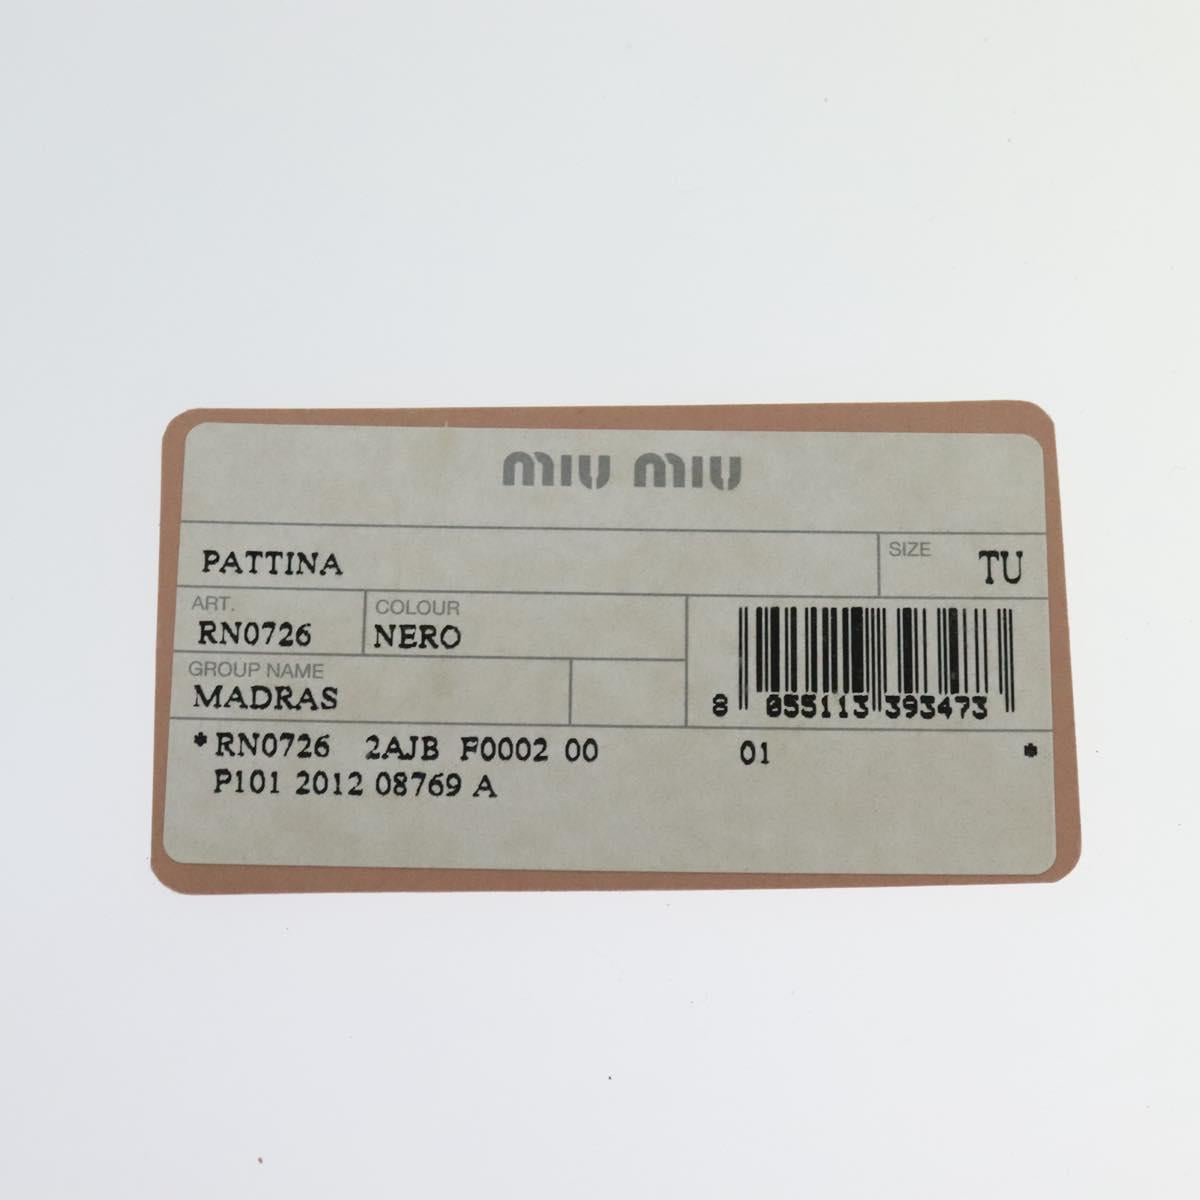 miu miu
PATTINA
SIZE TU
ART. COLOUR
RN0726 NERO
GROUP NAME
MADRAS
8 055113 393473
*RN0726 2AJB F0002 00 01 *
P101 2012 08769 A